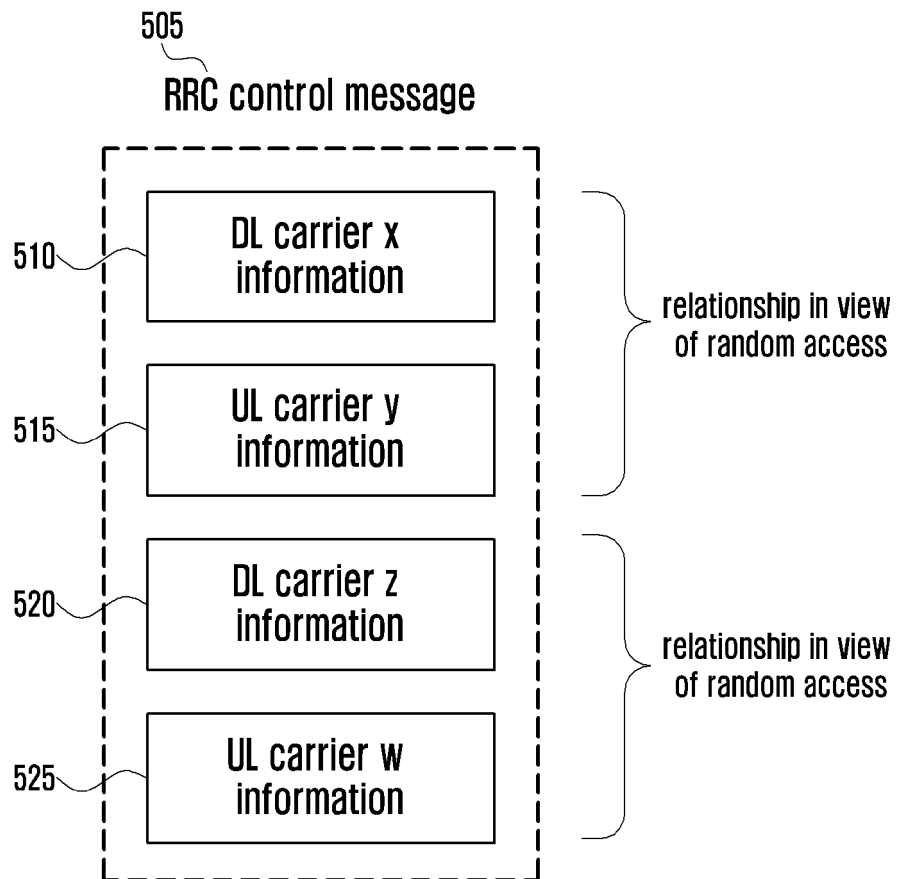 505
RRC control message
510
DL carrier x
information
515
UL carrier y
information
relationship in view
of random access
520
DL carrier z
information
525
UL carrier w
information
relationship in view
of random access